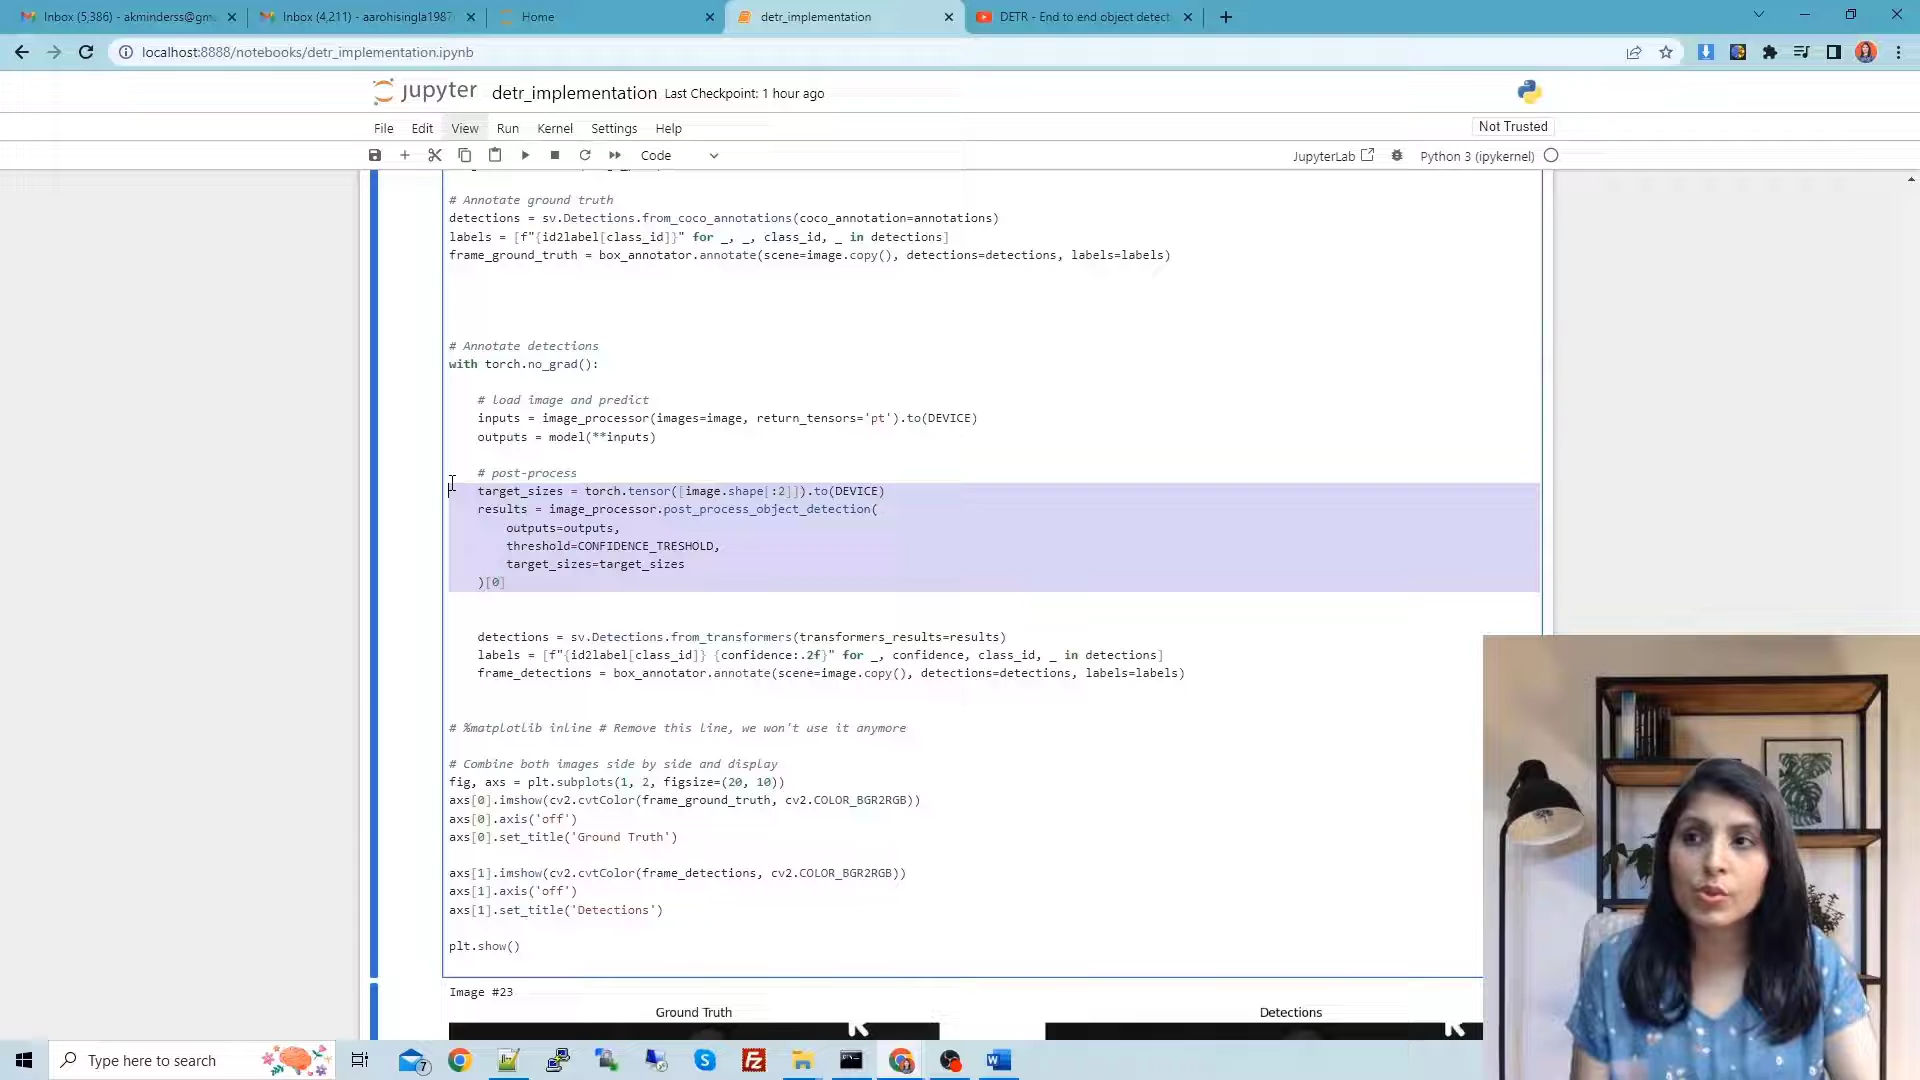 Inbox (5,386) - akminderss@gm
Inbox (4,211) - aarohisingla1987
Home
detr_implementation
DETR - End to end object detect
localhost:8888/notebooks/detr_implementation.ipynb
jupyter detr_implementation Last Checkpoint: 1 hour ago
File Edit View Run Kernel Settings Help
Not Trusted
Code
JupyterLab
Python 3 (ipykernel)
# Annotate ground truth
detections = sv.Detections.from_coco_annotations(coco_annotation=annotations)
labels = [f"{id2label[class_id]}" for _, _, class_id, _ in detections]
frame_ground_truth = box_annotator.annotate(scene=image.copy(), detections=detections, labels=labels)
# Annotate detections
with torch.no_grad():
# load image and predict
inputs = image_processor(images=image, return_tensors='pt').to(DEVICE)
outputs = model(**inputs)
# post-process
target_sizes = torch.tensor([image.shape[:2]]).to(DEVICE)
results = image_processor.post_process_object_detection(
outputs=outputs,
threshold=CONFIDENCE_TRESHOLD,
target_sizes=target_sizes
)[0]
detections = sv.Detections.from_transformers(transformers_results=results)
labels = [f"{id2label[class_id]} {confidence:.2f}" for _, confidence, class_id, _ in detections]
frame_detections = box_annotator.annotate(scene=image.copy(), detections=detections, labels=labels)
# %matplotlib inline # Remove this line, we won't use it anymore
# Combine both images side by side and display
fig, axs = plt.subplots(1, 2, figsize=(20, 10))
axs[0].imshow(cv2.cvtColor(frame_ground_truth, cv2.COLOR_BGR2RGB))
axs[0].axis('off')
axs[0].set_title('Ground Truth')
axs[1].imshow(cv2.cvtColor(frame_detections, cv2.COLOR_BGR2RGB))
axs[1].axis('off')
axs[1].set_title('Detections')
plt.show()
Image #23
Ground Truth
Detections
Type here to search
7